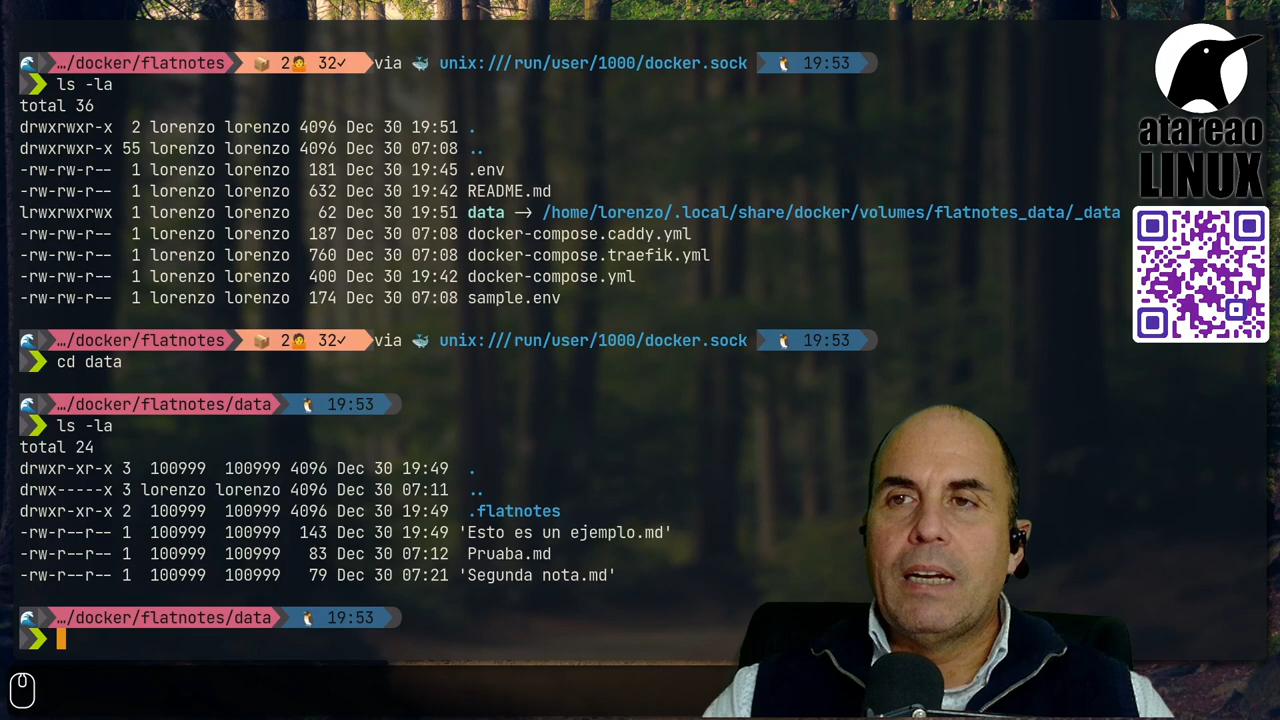 …/docker/flatnotes 2 32✓ via unix:///run/user/1000/docker.sock 19:53
ls -la
total 36
drwxrwxr-x 2 lorenzo lorenzo 4096 Dec 30 19:51 .
drwxrwxr-x 55 lorenzo lorenzo 4096 Dec 30 07:08 ..
-rw-rw-r-- 1 lorenzo lorenzo 181 Dec 30 19:45 .env
-rw-rw-r-- 1 lorenzo lorenzo 632 Dec 30 19:42 README.md
lrwxrwxrwx 1 lorenzo lorenzo 62 Dec 30 19:51 data -> /home/lorenzo/.local/share/docker/volumes/flatnotes_data/_data
-rw-rw-r-- 1 lorenzo lorenzo 187 Dec 30 07:08 docker-compose.caddy.yml
-rw-rw-r-- 1 lorenzo lorenzo 760 Dec 30 07:08 docker-compose.traefik.yml
-rw-rw-r-- 1 lorenzo lorenzo 400 Dec 30 19:42 docker-compose.yml
-rw-rw-r-- 1 lorenzo lorenzo 174 Dec 30 07:08 sample.env
…/docker/flatnotes 2 32✓ via unix:///run/user/1000/docker.sock 19:53
cd data
…/docker/flatnotes/data 19:53
ls -la
total 24
drwxr-xr-x 3 100999 100999 4096 Dec 30 19:49 .
drwx-----x 3 lorenzo lorenzo 4096 Dec 30 07:11 ..
drwxr-xr-x 2 100999 100999 4096 Dec 30 19:49 .flatnotes
-rw-r--r-- 1 100999 100999 143 Dec 30 19:49 'Esto es un ejemplo.md'
-rw-r--r-- 1 100999 100999 83 Dec 30 07:12 Pruaba.md
-rw-r--r-- 1 100999 100999 79 Dec 30 07:21 'Segunda nota.md'
…/docker/flatnotes/data 19:53
atareao
LINUX